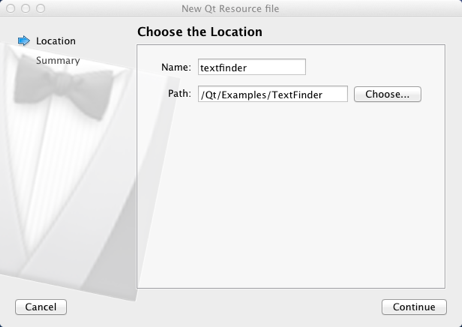 New Qt Resource file
Location
Summary
Choose the Location
Name: textfinder
Path: /Qt/Examples/TextFinder Choose...
Cancel Continue